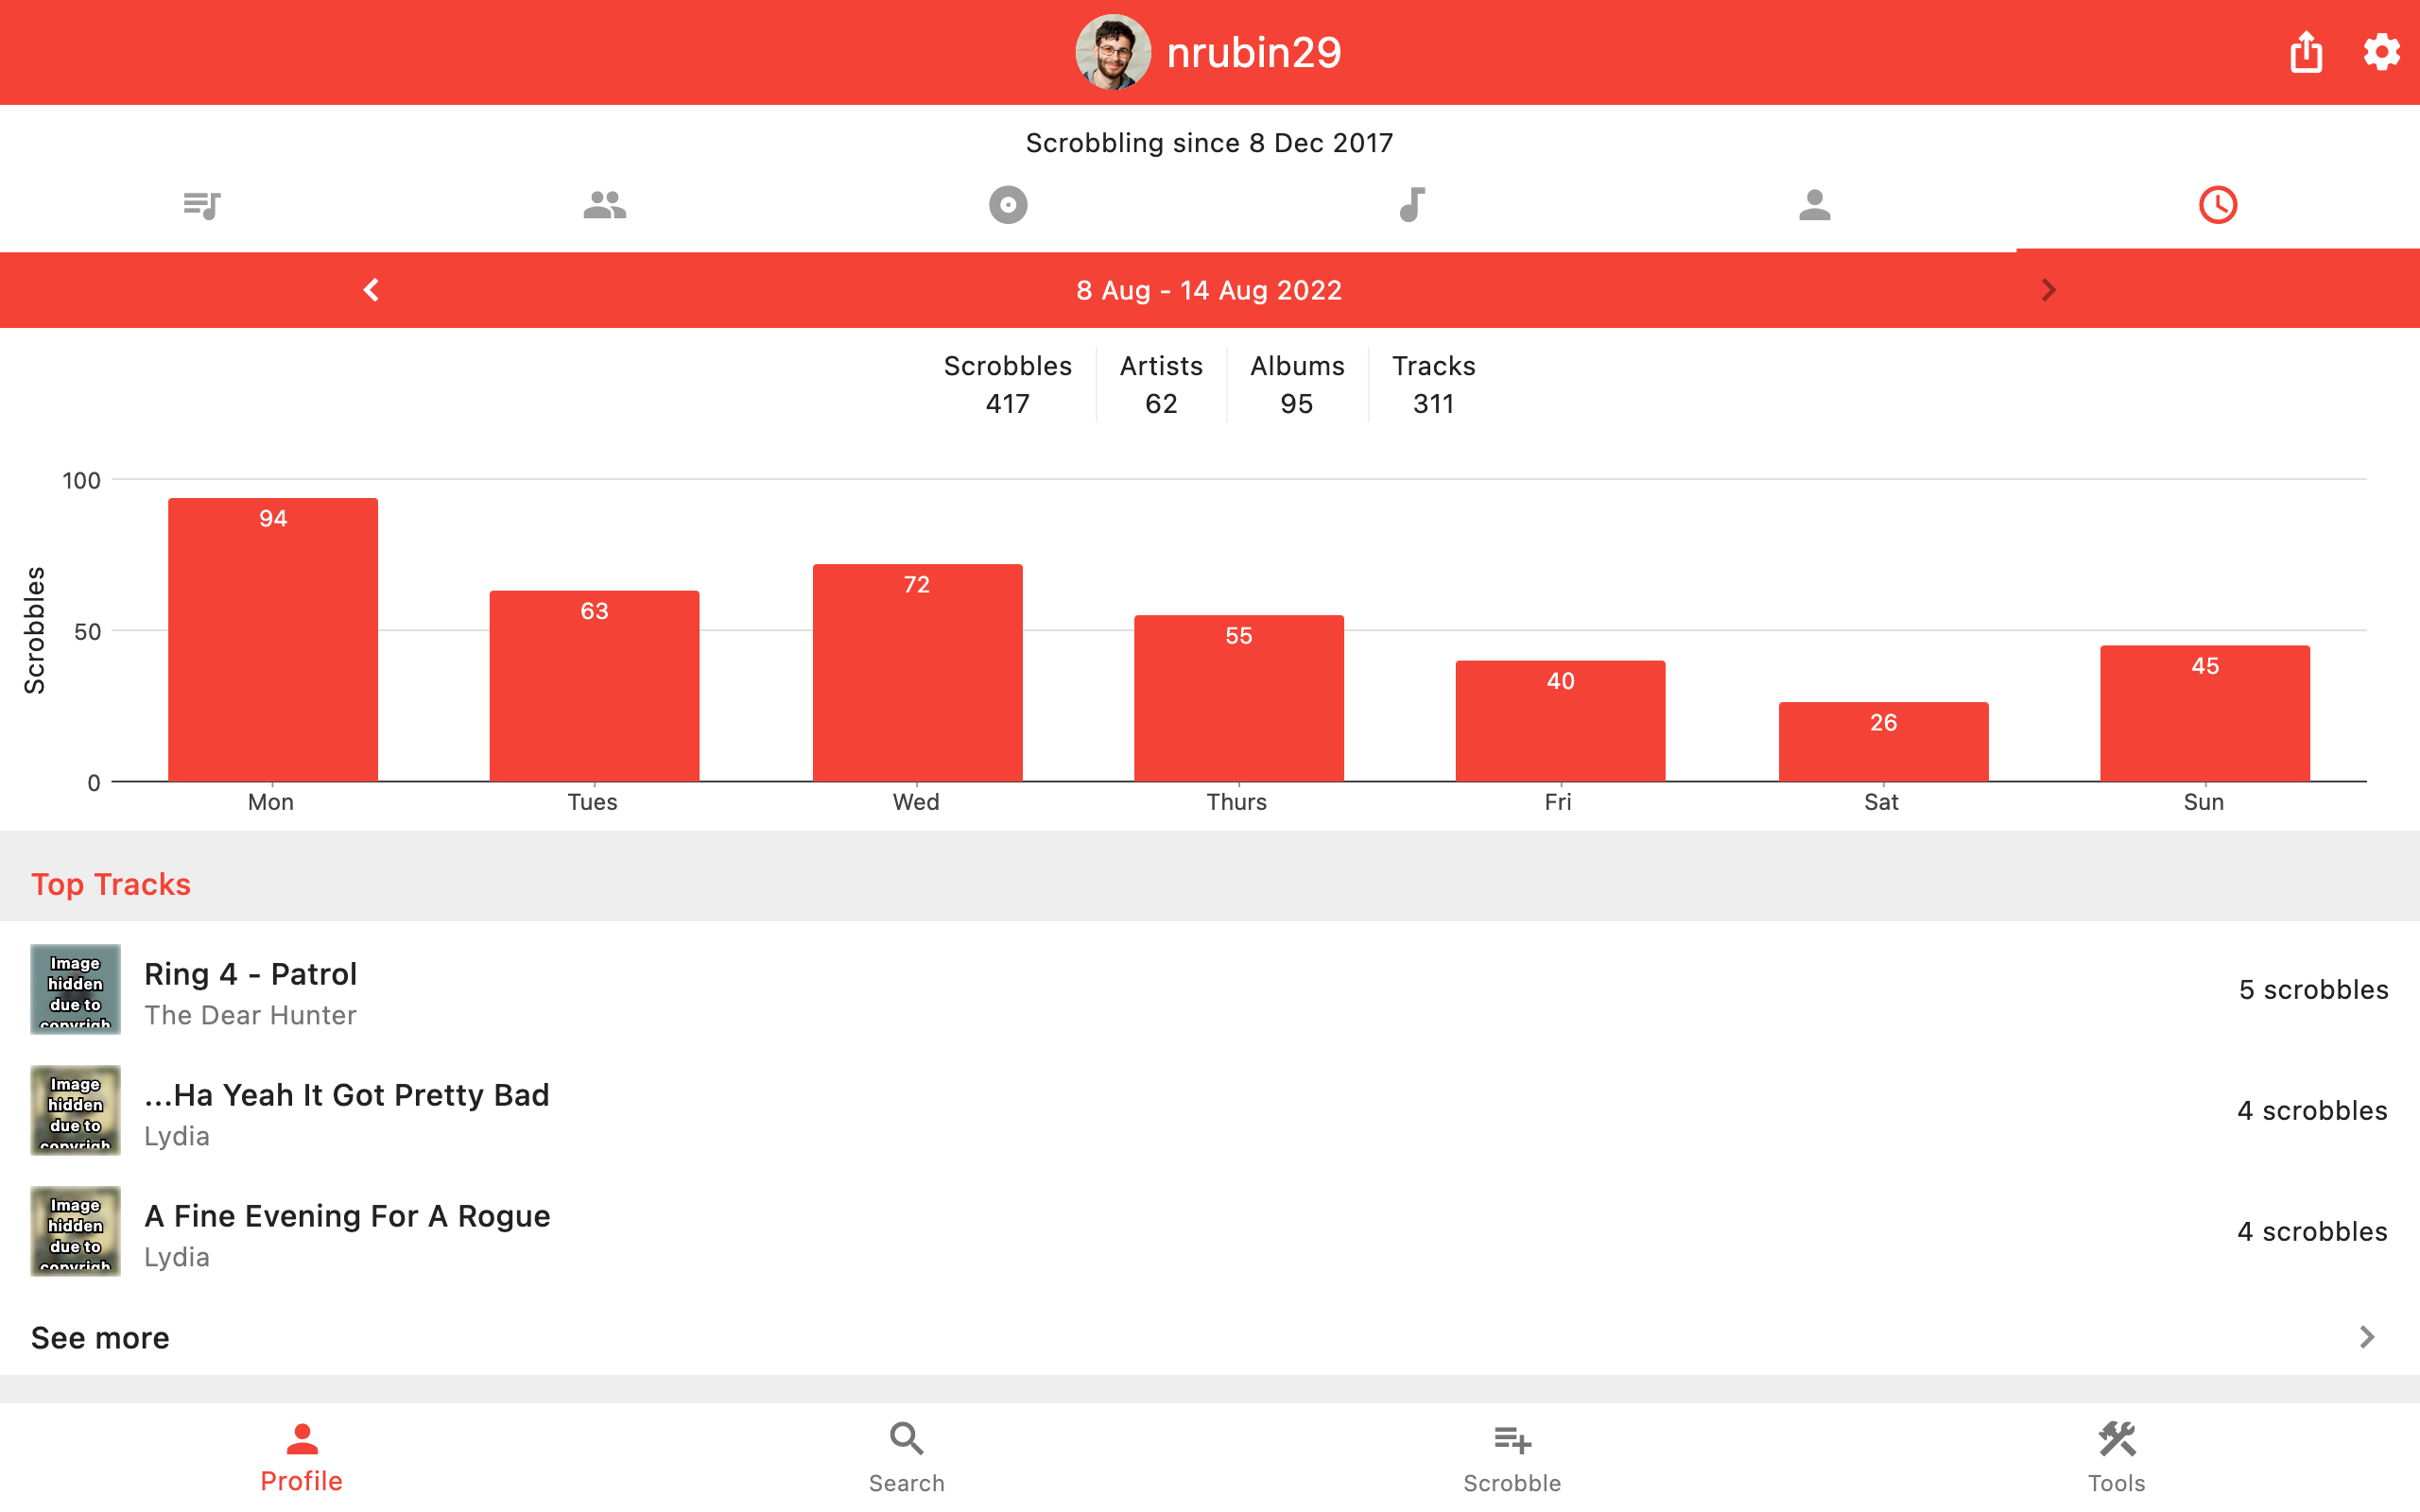 nrubin29
Scrobbling since 8 Dec 2017
8 Aug - 14 Aug 2022
Scrobbles Artists Albums Tracks
417 62 95 311
100
50
0
Scrobbles
94
63
72
55
40
26
45
Mon Tues Wed Thurs Fri Sat Sun
Top Tracks
Image
hidden
due to
Ring 4 - Patrol
The Dear Hunter
5 scrobbles
Image
hidden
due to
...Ha Yeah It Got Pretty Bad
Lydia
4 scrobbles
Image
hidden
due to
A Fine Evening For A Rogue
Lydia
4 scrobbles
See more
Profile Search Scrobble Tools